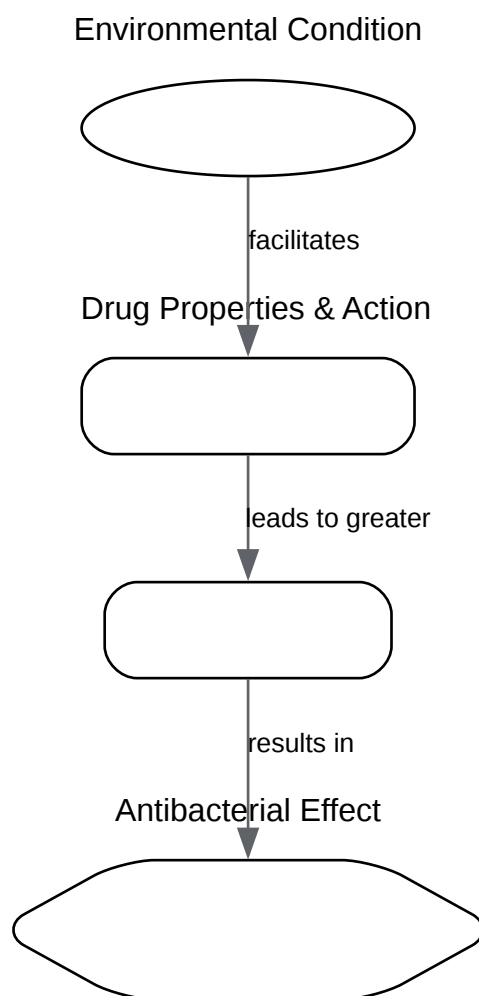 Environmental Condition
facilitates
Drug Properties & Action
leads to greater
results in
Antibacterial Effect